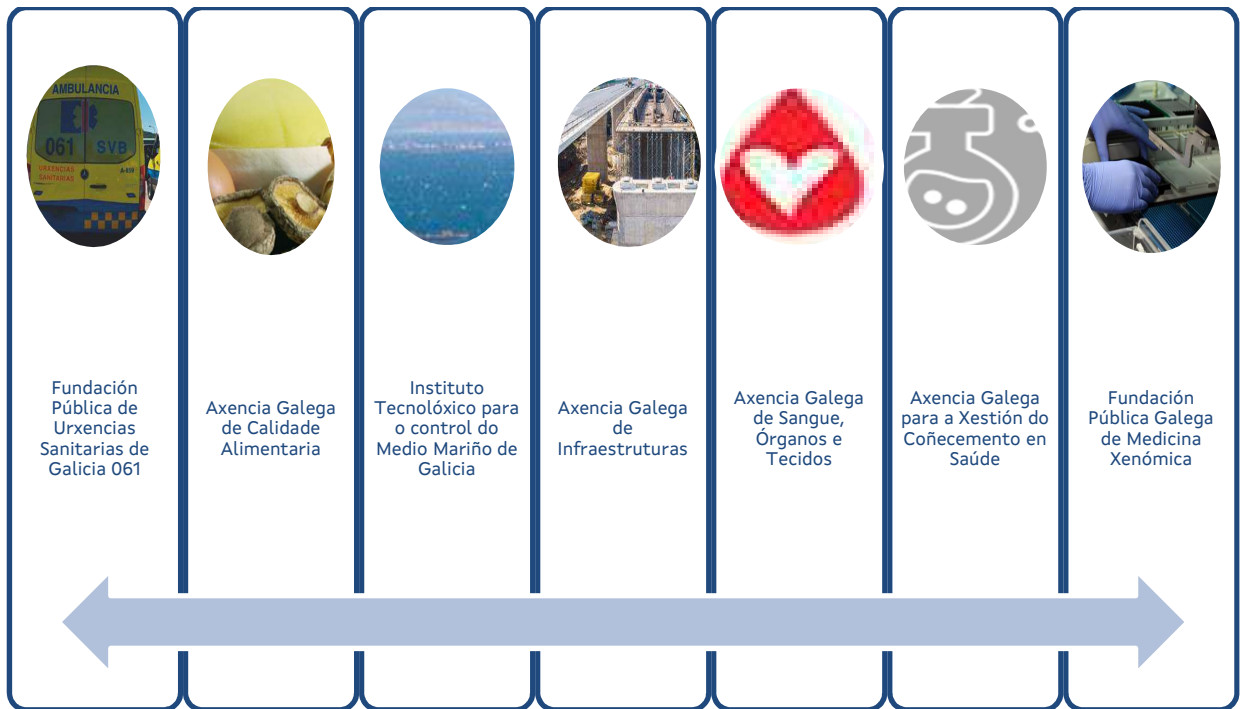 AMBULANCIA
061 SVB
URXENCIAS
SANITARIAS
Fundación
Pública de
Urxencias
Sanitarias de
Galicia 061
Axencia Galega
de Calidade
Alimentaria
Instituto
Tecnolóxico para
o control do
Medio Mariño de
Galicia
Axencia Galega
de
Infraestruturas
Axencia Galega
de Sangue,
Órganos e
Tecidos
Axencia Galega
para a Xestión do
Coñecemento en
Saúde
Fundación
Pública Galega
de Medicina
Xenómica